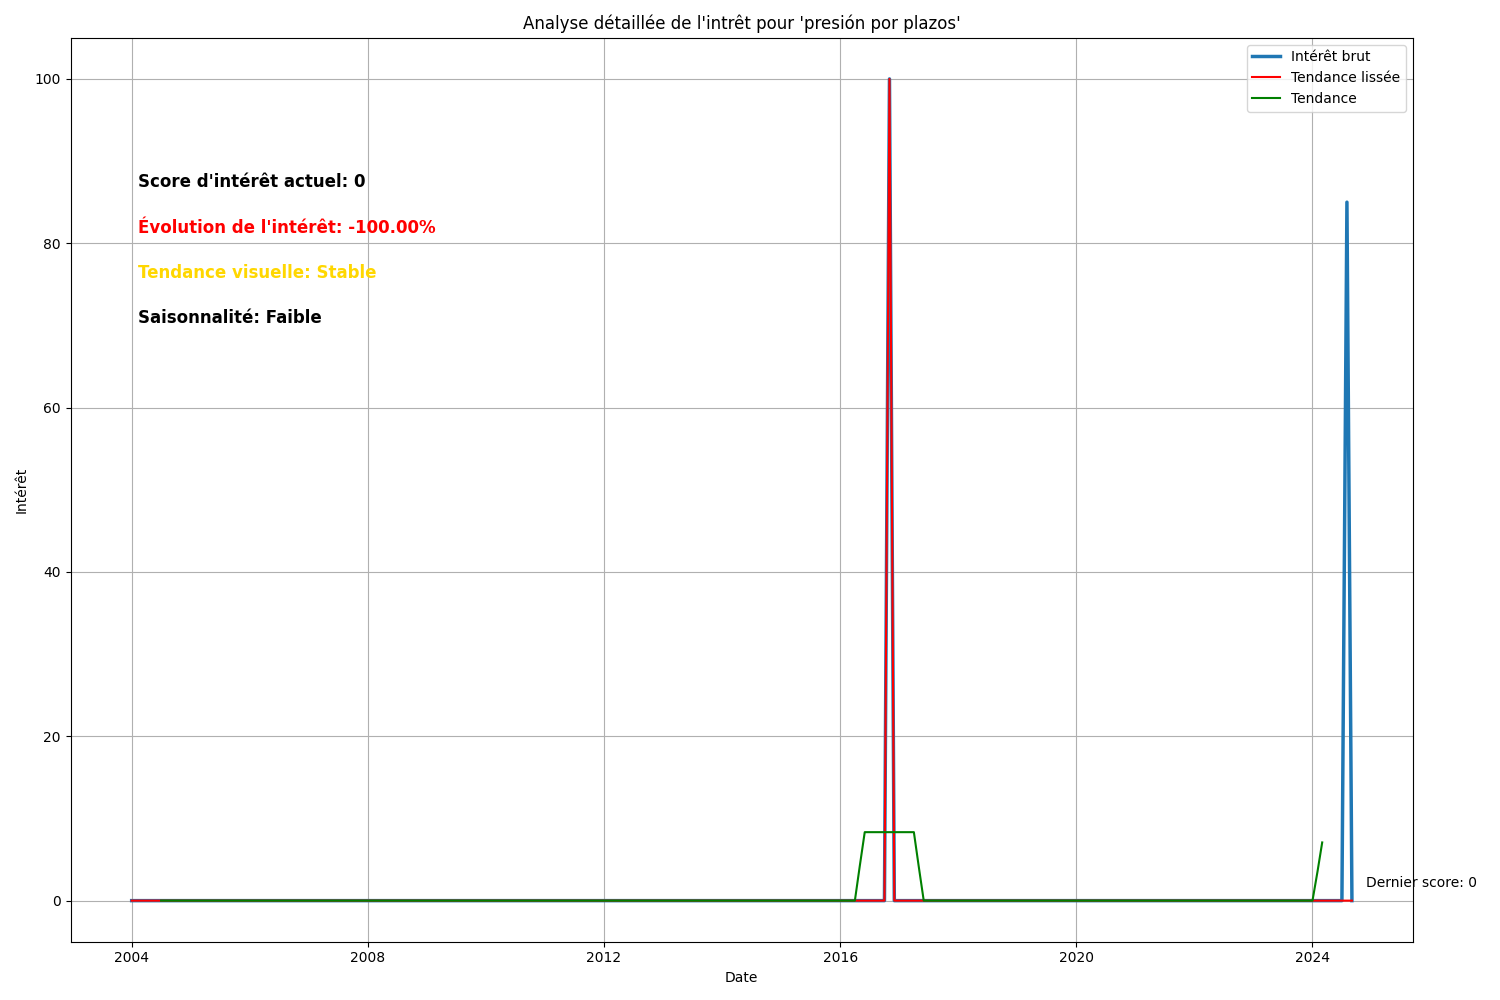 Analyse détaillée de l'intrêt pour 'presión por plazos'
Intérêt brut
Tendance lissée
Tendance
100
80
60
40
20
0
Intérêt
Score d'intérêt actuel: 0
Évolution de l'intérêt: -100.00%
Tendance visuelle: Stable
Saisonnalité: Faible
Dernier score: 0
2004
2008
2012
2016
2020
2024
Date